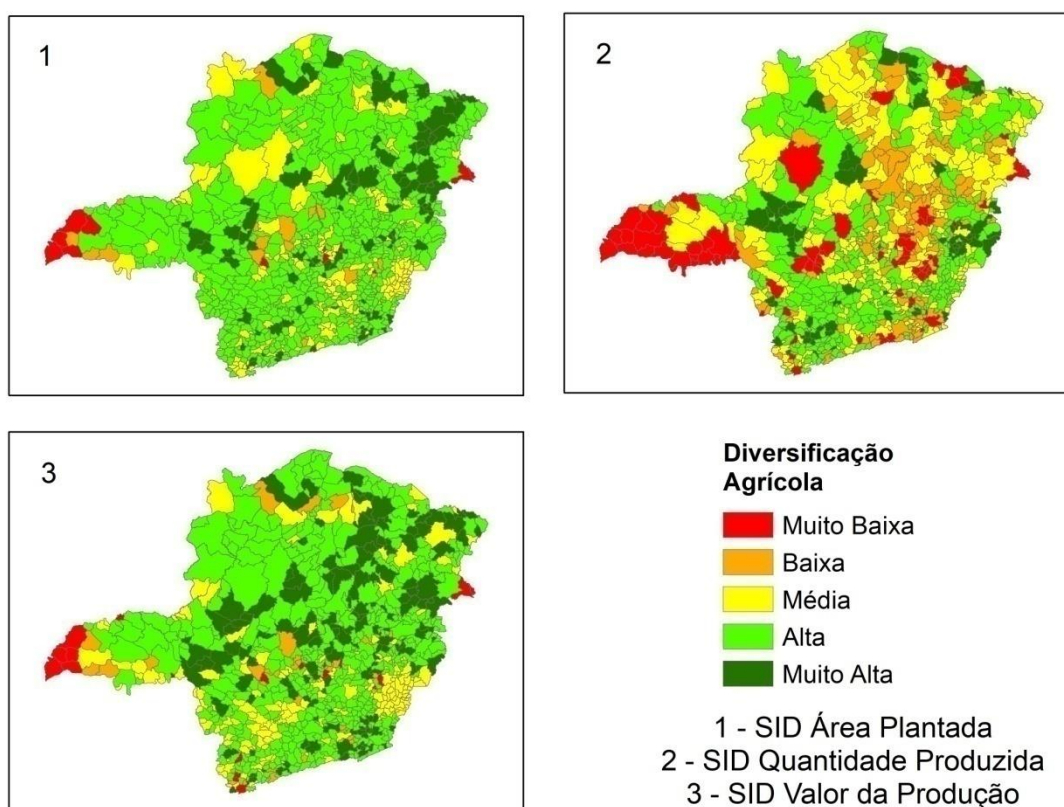 1
2
3
Diversificação
Agrícola
Muito Baixa
Baixa
Média
Alta
Muito Alta
1 - SID Área Plantada
2 - SID Quantidade Produzida
3 - SID Valor da Produção